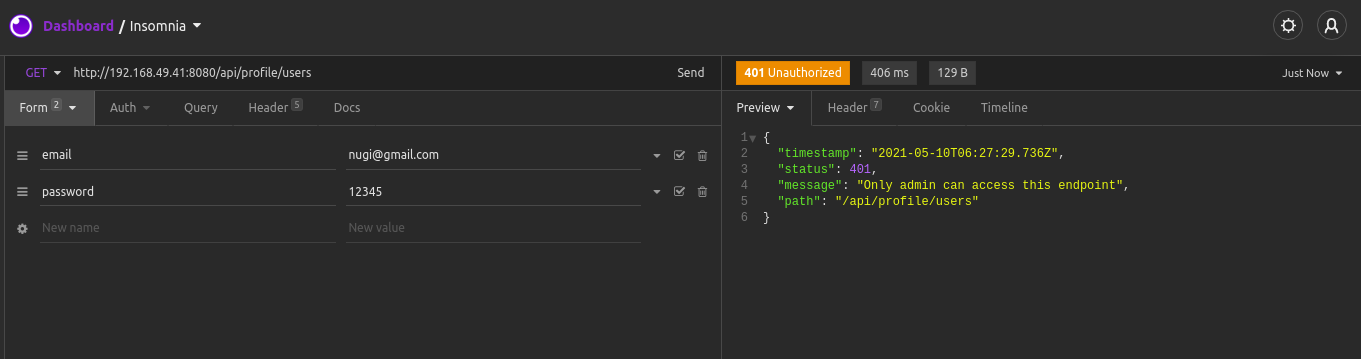 Dashboard / Insomnia
GET http://192.168.49.41:8080/api/profile/users Send
401 Unauthorized 406 ms 129 B Just Now
Form 2 Auth Query Header 5 Docs
Preview Header 7 Cookie Timeline
email nugi@gmail.com
password 12345
New name New value
1 {
2 "timestamp": "2021-05-10T06:27:29.736Z",
3 "status": 401,
4 "message": "Only admin can access this endpoint",
5 "path": "/api/profile/users"
6 }